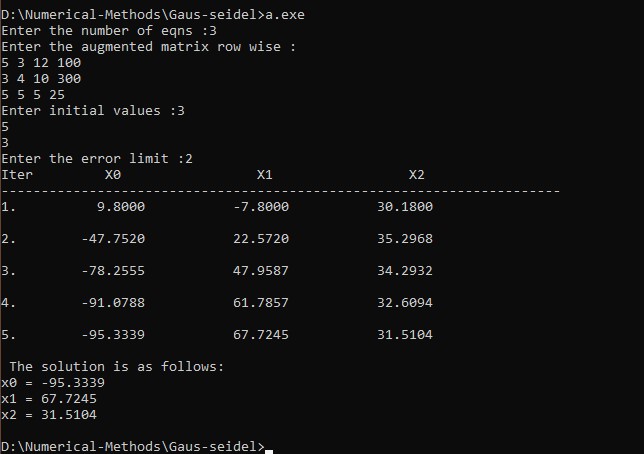 D:\Numerical-Methods\Gaus-seidel>a.exe
Enter the number of eqns :3
Enter the augmented matrix row wise :
5 3 12 100
3 4 10 300
5 5 5 25
Enter initial values :3
5
3
Enter the error limit :2
Iter X0 X1 X2
----------------------------------------------------------------------
1. 9.8000 -7.8000 30.1800
2. -47.7520 22.5720 35.2968
3. -78.2555 47.9587 34.2932
4. -91.0788 61.7857 32.6094
5. -95.3339 67.7245 31.5104
The solution is as follows:
x0 = -95.3339
x1 = 67.7245
x2 = 31.5104
D:\Numerical-Methods\Gaus-seidel>